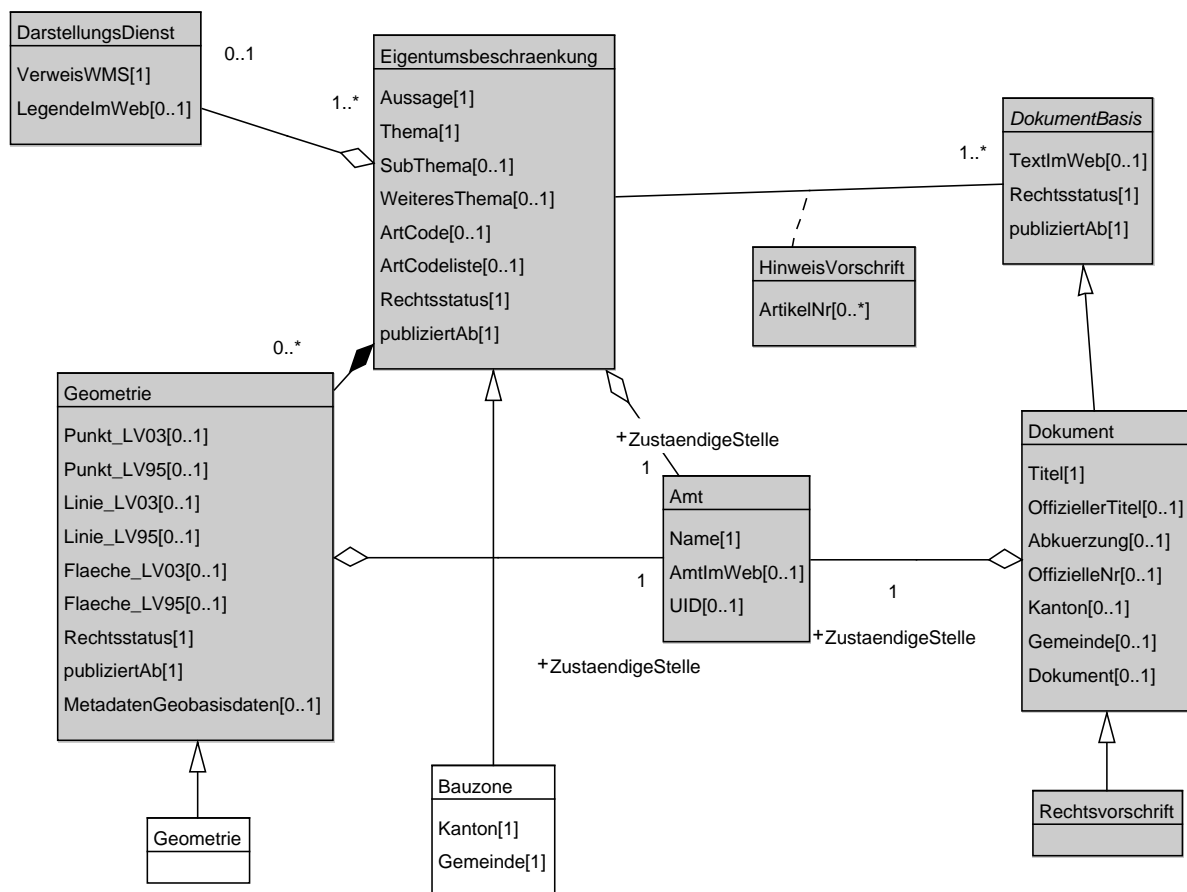 DarstellungsDienst
VerweisWMS[1]
LegendeImWeb[0..1]
0..1
1..*
Eigentumsbeschraenkung
Aussage[1]
Thema[1]
SubThema[0..1]
WeiteresThema[0..1]
ArtCode[0..1]
ArtCodeliste[0..1]
Rechtsstatus[1]
publiziertAb[1]
1..*
DokumentBasis
TextImWeb[0..1]
Rechtsstatus[1]
publiziertAb[1]
HinweisVorschrift
ArtikelNr[0..*]
0..*
Geometrie
Punkt_LV03[0..1]
Punkt_LV95[0..1]
Linie_LV03[0..1]
Linie_LV95[0..1]
Flaeche_LV03[0..1]
Flaeche_LV95[0..1]
Rechtsstatus[1]
publiziertAb[1]
MetadatenGeobasisdaten[0..1]
+ZustaendigeStelle
1
Amt
Name[1]
AmtImWeb[0..1]
UID[0..1]
1
+ZustaendigeStelle
1
+ZustaendigeStelle
Dokument
Titel[1]
OffiziellerTitel[0..1]
Abkuerzung[0..1]
OffizielleNr[0..1]
Kanton[0..1]
Gemeinde[0..1]
Dokument[0..1]
Geometrie
Bauzone
Kanton[1]
Gemeinde[1]
Rechtsvorschrift